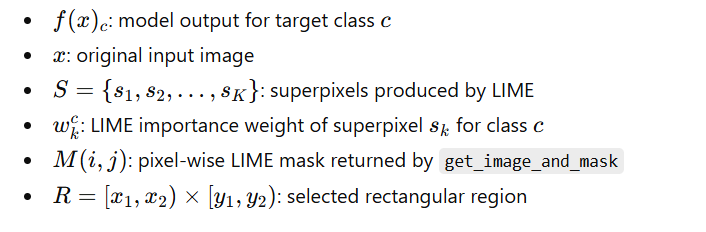 • f(x)_c: model output for target class c
• x: original input image
• S = {s_1, s_2, . . . , s_K}: superpixels produced by LIME
• w_k^c: LIME importance weight of superpixel s_k for class c
• M(i, j): pixel-wise LIME mask returned by get_image_and_mask
• R = [x_1, x_2) × [y_1, y_2): selected rectangular region